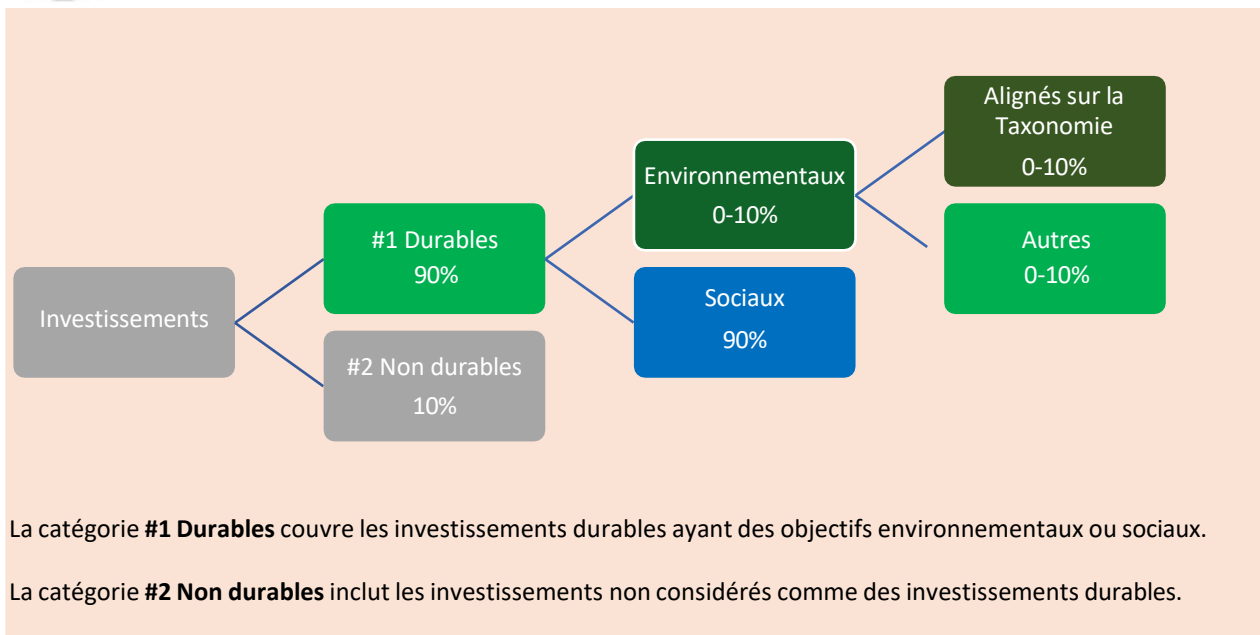 Investissements
#1 Durables
90%
#2 Non durables
10%
Environnementaux
0-10%
Sociaux
90%
Alignés sur la
Taxonomie
0-10%
Autres
0-10%
La catégorie #1 Durables couvre les investissements durables ayant des objectifs environnementaux ou sociaux.
La catégorie #2 Non durables inclut les investissements non considérés comme des investissements durables.